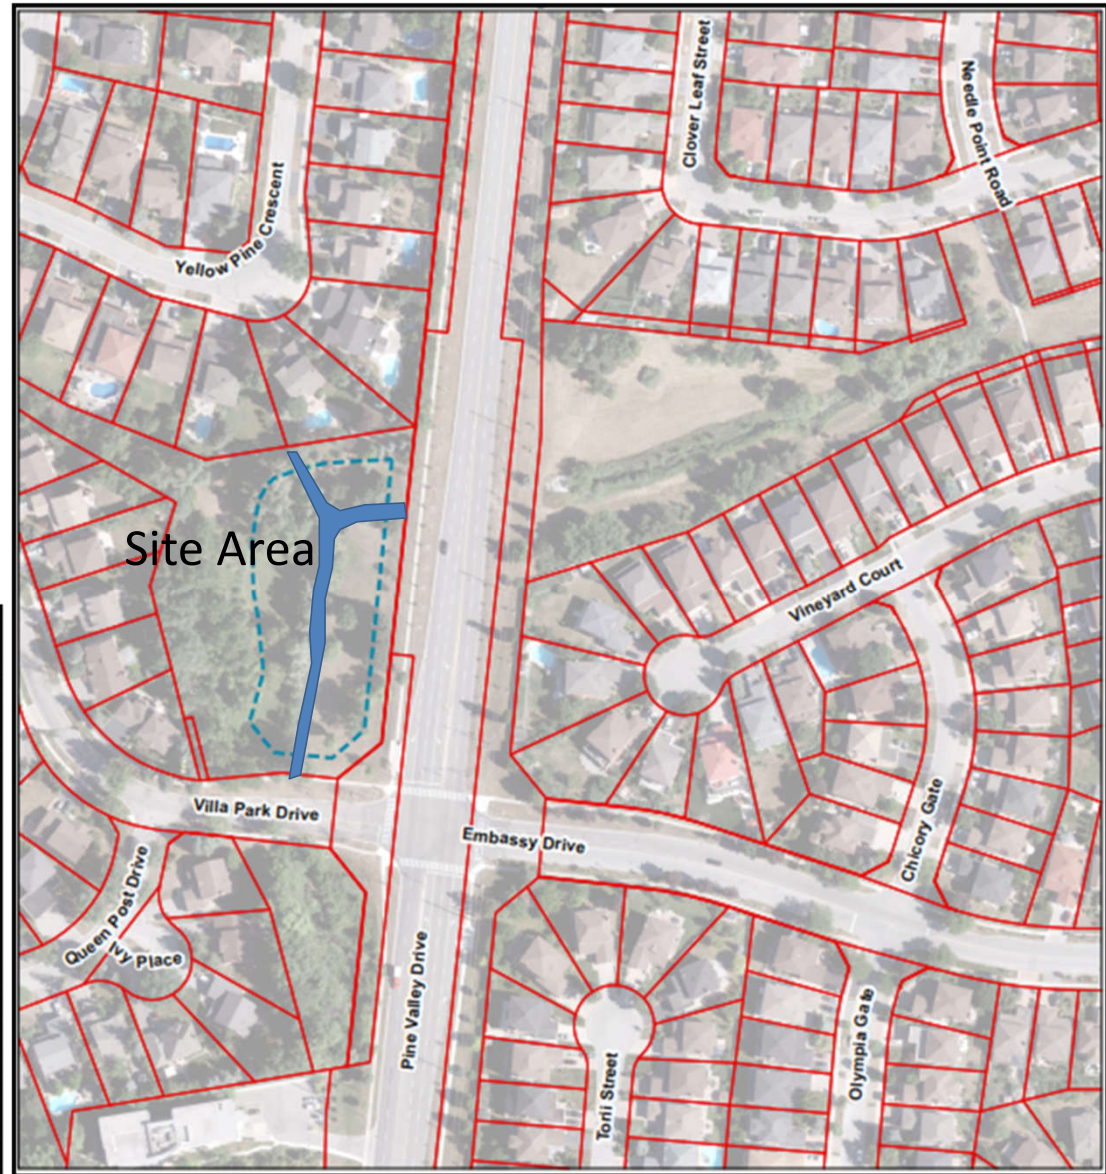 Clover Leaf Street
Needle Point Road
Yellow Pine Crescent
Site Area
Vineyard Court
Villa Park Drive
Embassy Drive
Chicory Gate
Queen Post Drive
Ivy Place
Pine Valley Drive
Olympia Gate
Torii Street